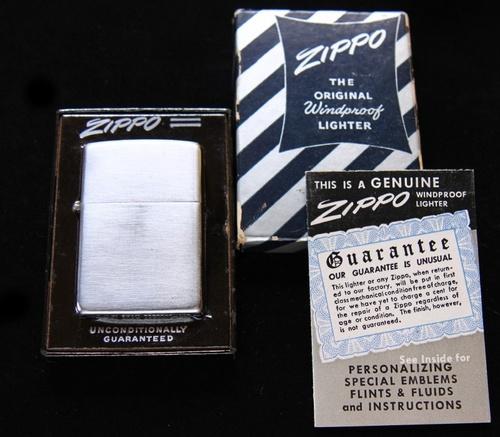 ZIPPO
THE
ORIGINAL
Windproof
LIGHTER
ZIPPO
UNCONDITIONALLY
GUARANTEED
THIS IS A GENUINE
ZIPPO WINDPROOF
LIGHTER
Guarantee
OUR GUARANTEE IS UNUSUAL
This lighter or any Zippo, when return-
ed to our factory, will be put in first
class mechanical condition free of charge,
for we have yet to charge a cent for
the repair of a Zippo regardless of
age or condition. The finish, however,
is not guaranteed.
See Inside for
PERSONALIZING
SPECIAL EMBLEMS
FLINTS & FLUIDS
and INSTRUCTIONS